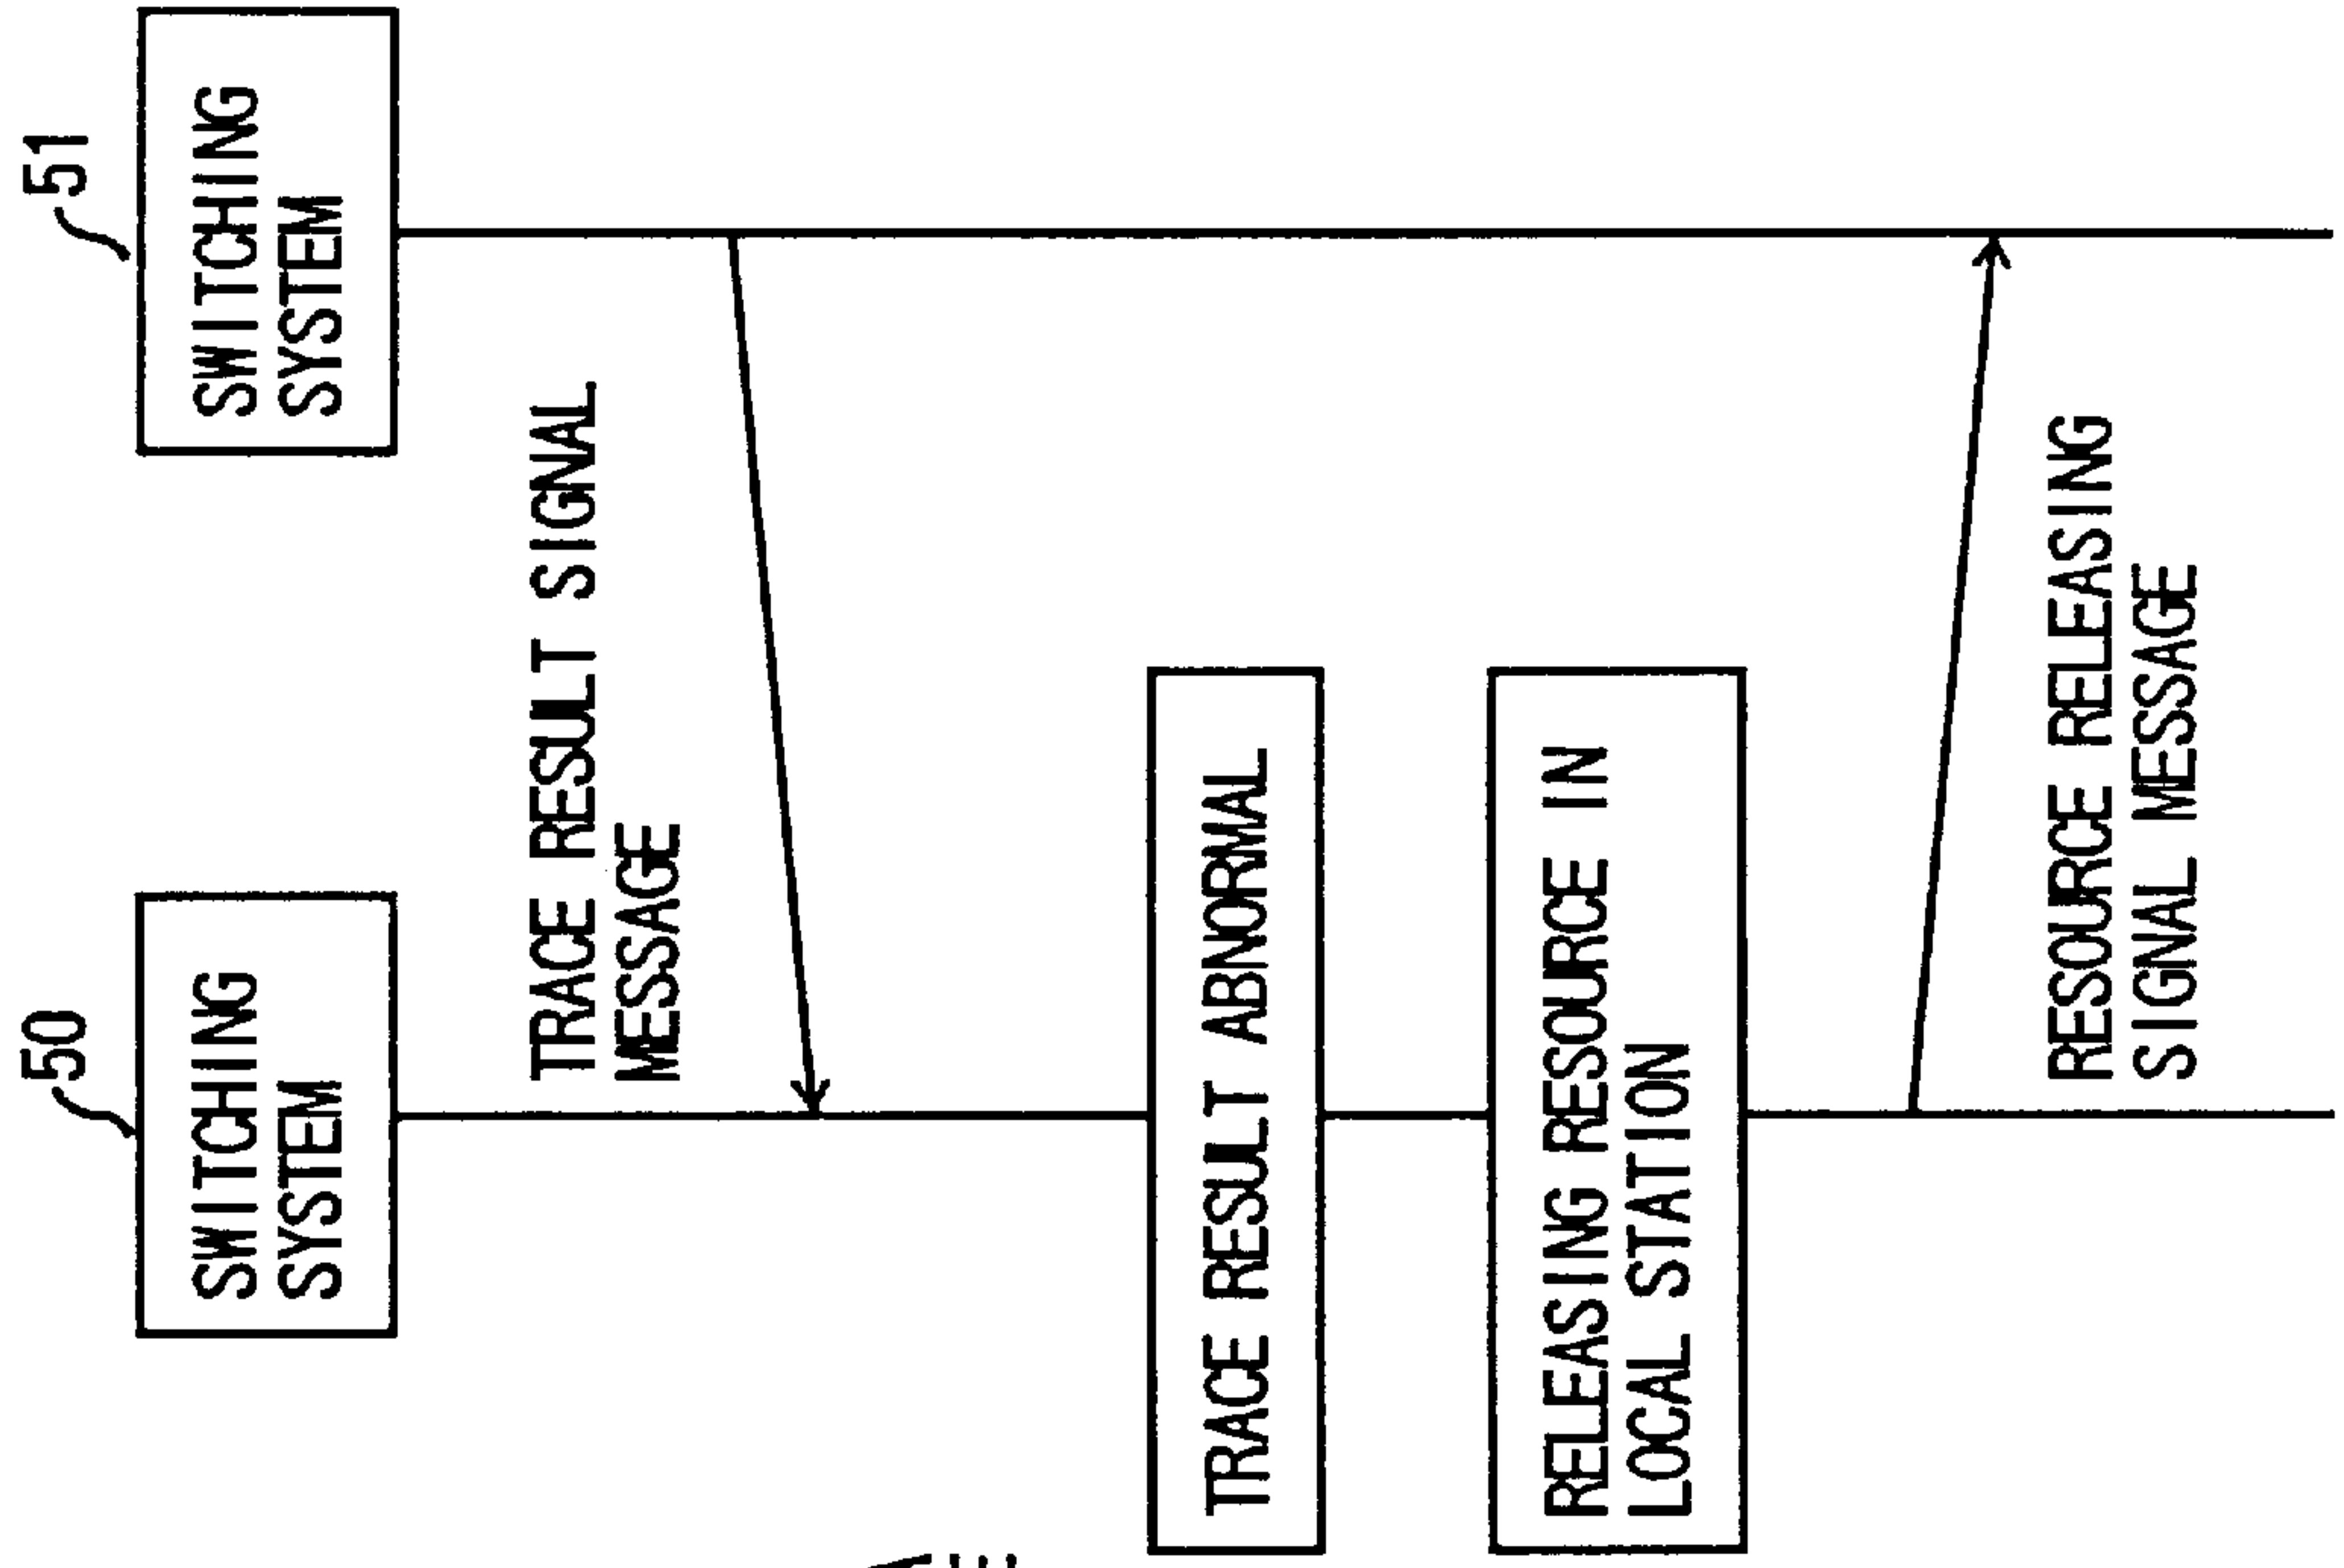 50
51
SWITCHING
SYSTEM
SWITCHING
SYSTEM
TRACE RESULT SIGNAL
MESSAGE
TRACE RESULT ABNORMAL
RELEASING RESOURCE IN
LOCAL STATION
RESOURCE RELEASING
SIGNAL MESSAGE